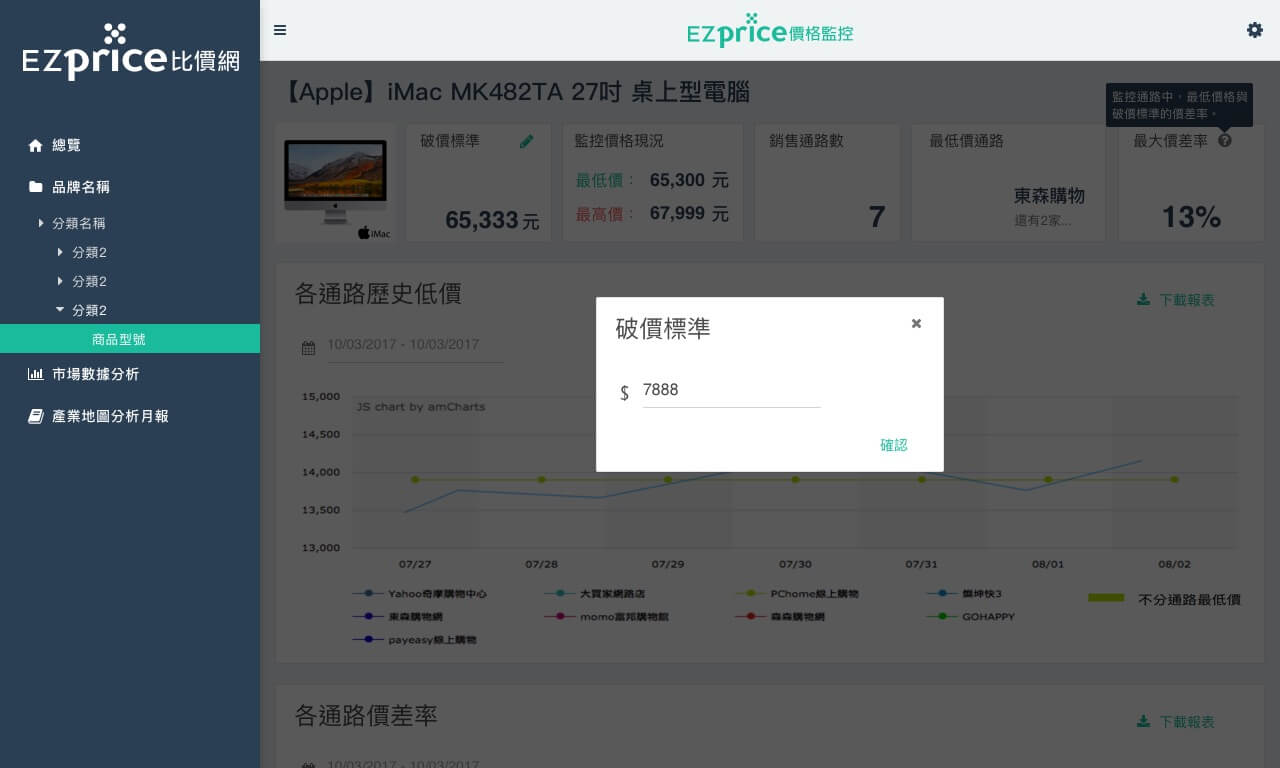 EZprice比價網
總覽
品牌名稱
分類名稱
分類2
分類2
分類2
商品型號
市場數據分析
產業地圖分析月報
EZprice價格監控
【Apple】iMac MK482TA 27吋 桌上型電腦
監控通路中，最低價格與
破價標準的價差率。
iMac
破價標準
65,333 元
監控價格現況
最低價： 65,300 元
最高價： 67,999 元
銷售通路數
7
最低價通路
東森購物
還有2家...
最大價差率
13%
各通路歷史低價
下載報表
10/03/2017 - 10/03/2017
破價標準
$ 7888
確認
JS chart by amCharts
15,000
14,500
14,000
13,500
13,000
07/27 07/28 07/29 07/30 07/31 08/01 08/02
Yahoo奇摩購物中心 大買家網路店 PChome線上購物 燦坤快3 不分通路最低價
東森購物網 momo富邦購物網 森森購物網 GOHAPPY
payeasy線上購物
各通路價差率
下載報表
10/03/2017 - 10/03/2017